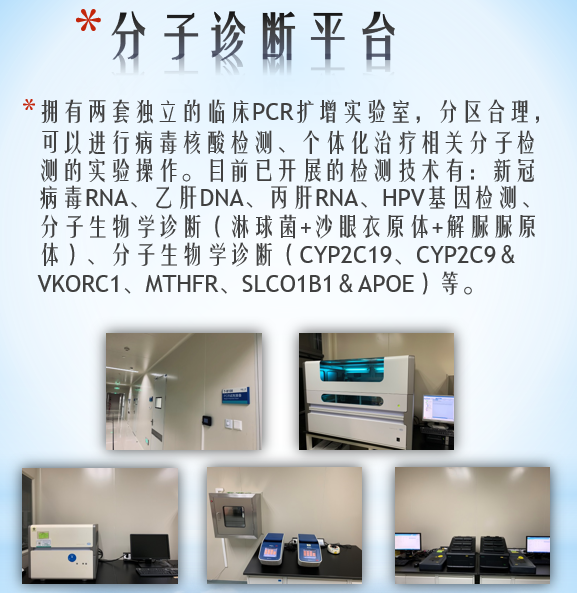 *分子诊断平台
*拥有两套独立的临床PCR扩增实验室，分区合理，
可以进行病毒核酸检测、个体化治疗相关分子检
测的实验操作。目前已开展的检测技术有：新冠
病毒RNA、乙肝DNA、丙肝RNA、HPV基因检测、
分子生物学诊断（淋球菌+沙眼衣原体+解脲脲原
体）、分子生物学诊断（CYP2C19、CYP2C9＆
VKORC1、MTHFR、SLCO1B1＆APOE）等。